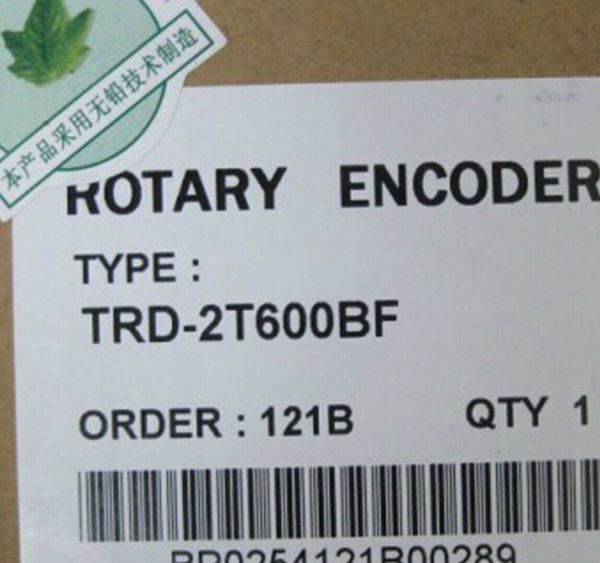 本产品采用无铅技术制造
ROTARY ENCODER
TYPE :
TRD-2T600BF
ORDER : 121B QTY 1
BP0254121B00289